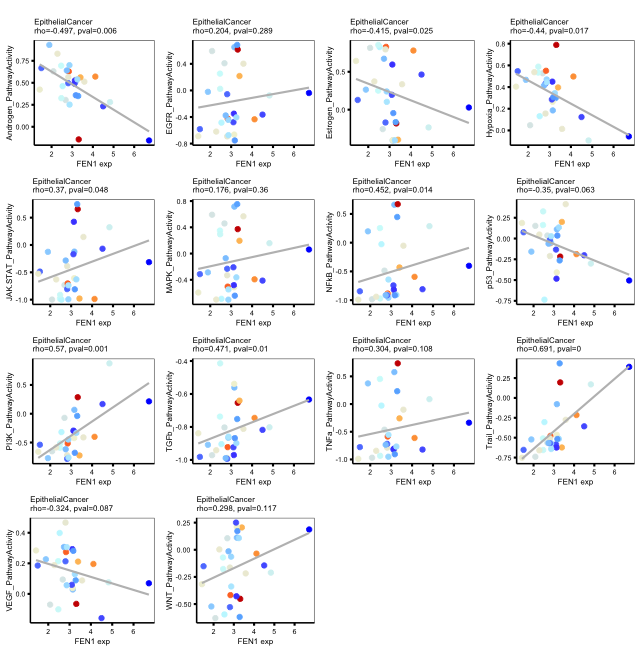 EpithelialCancer
rho=-0.497, pval=0.006
Androgen_PathwayActivity
0.75
0.50
0.25
0.00
2 3 4 5 6
FEN1 exp
EpithelialCancer
rho=0.204, pval=0.289
EGFR_PathwayActivity
0.4
0.0
-0.4
-0.8
2 3 4 5 6
FEN1 exp
EpithelialCancer
rho=-0.415, pval=0.025
Estrogen_PathwayActivity
0.5
0.0
2 3 4 5 6
FEN1 exp
EpithelialCancer
rho=-0.44, pval=0.017
Hypoxia_PathwayActivity
0.8
0.6
0.4
0.2
0.0
2 3 4 5 6
FEN1 exp
EpithelialCancer
rho=0.37, pval=0.048
JAK.STAT_PathwayActivity
0.5
0.0
-0.5
-1.0
2 3 4 5 6
FEN1 exp
EpithelialCancer
rho=0.176, pval=0.36
MAPK_PathwayActivity
0.8
0.4
0.0
-0.4
-0.8
2 3 4 5 6
FEN1 exp
EpithelialCancer
rho=0.452, pval=0.014
NFkB_PathwayActivity
0.5
0.0
-0.5
-1.0
2 3 4 5 6
FEN1 exp
EpithelialCancer
rho=-0.35, pval=0.063
p53_PathwayActivity
0.25
0.00
-0.25
-0.50
-0.75
2 3 4 5 6
FEN1 exp
EpithelialCancer
rho=0.57, pval=0.001
PI3K_PathwayActivity
0.5
0.0
-0.5
2 3 4 5 6
FEN1 exp
EpithelialCancer
rho=0.471, pval=0.01
TGFb_PathwayActivity
-0.4
-0.6
-0.8
-1.0
2 3 4 5 6
FEN1 exp
EpithelialCancer
rho=0.304, pval=0.108
TNFa_PathwayActivity
0.5
0.0
-0.5
-1.0
2 3 4 5 6
FEN1 exp
EpithelialCancer
rho=0.691, pval=0
Trail_PathwayActivity
0.25
0.00
-0.25
-0.50
-0.75
2 3 4 5 6
FEN1 exp
EpithelialCancer
rho=-0.324, pval=0.087
VEGF_PathwayActivity
0.4
0.2
0.0
2 3 4 5 6
FEN1 exp
EpithelialCancer
rho=0.298, pval=0.117
WNT_PathwayActivity
0.25
0.00
-0.25
-0.50
2 3 4 5 6
FEN1 exp